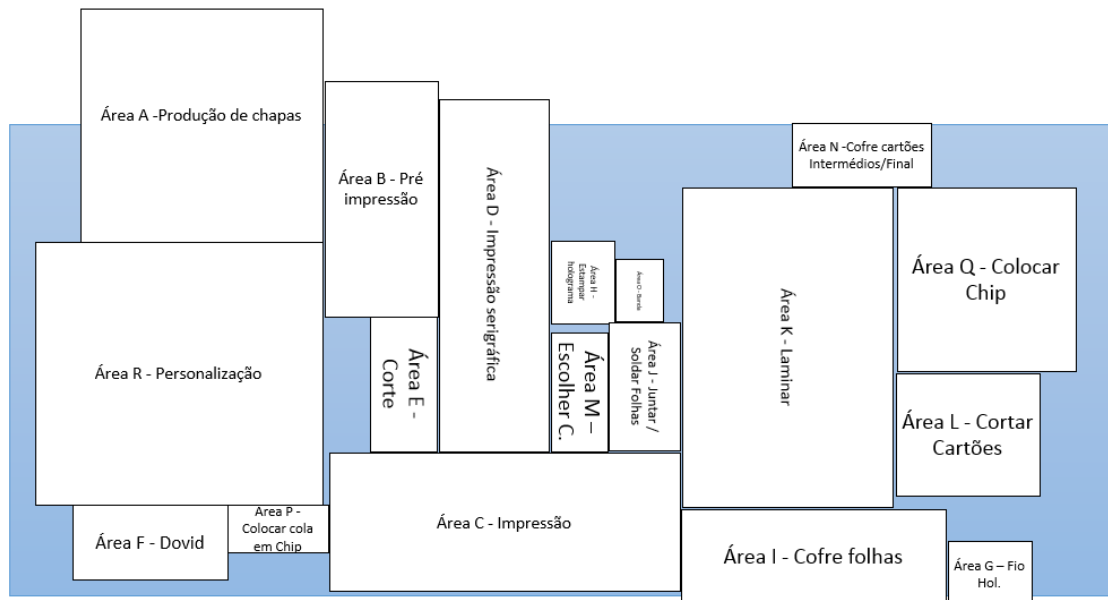 Área A -Produção de chapas
Área B - Pré
impressão
Área D - Impressão serigráfica
Área N -Cofre cartões
Intermédios/Final
Área H -
Estampar
holograma
Área O - Banda
Área K - Laminar
Área Q - Colocar
Chip
Área R - Personalização
Área E -
Corte
Área M –
Escolher C.
Área J - Juntar /
Soldar Folhas
Área L - Cortar
Cartões
Área F - Dovid
Área P -
Colocar cola
em Chip
Área C - Impressão
Área I - Cofre folhas
Área G – Fio
Hol.